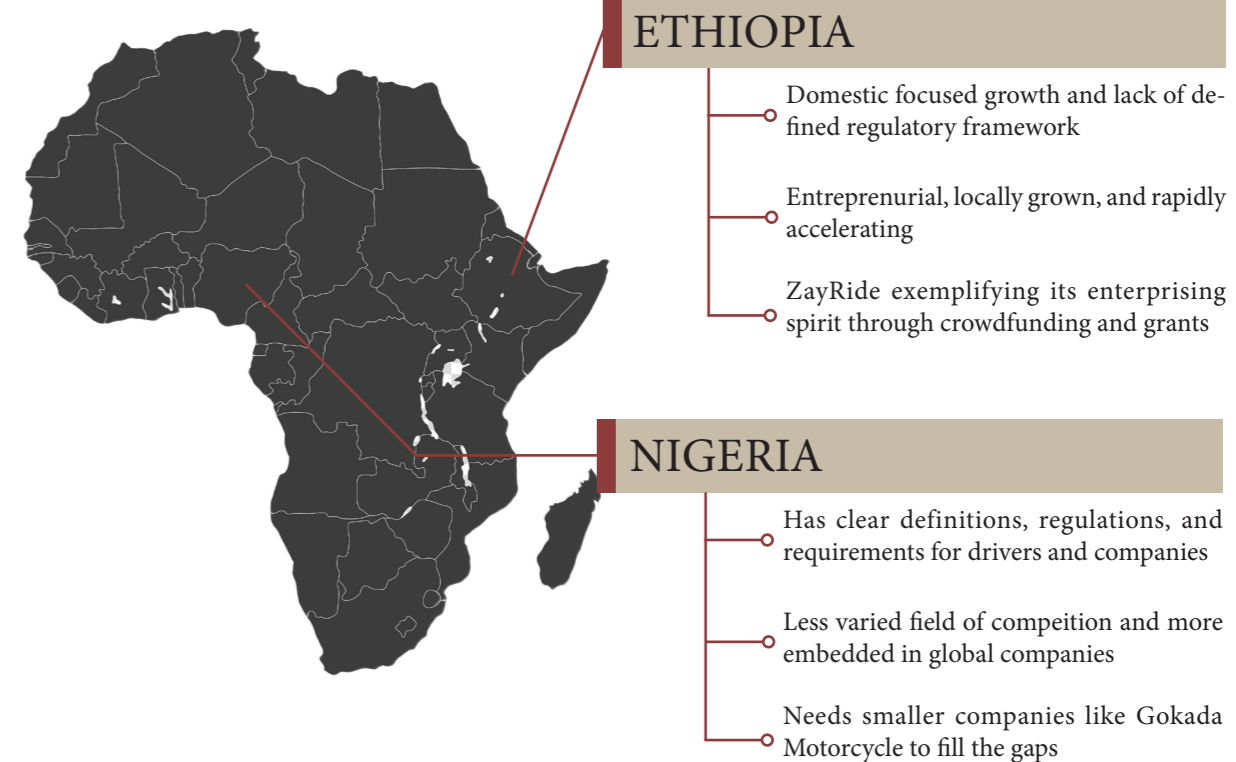 ETHIOPIA
Domestic focused growth and lack of de-
fined regulatory framework
Entreprenurial, locally grown, and rapidly
accelerating
ZayRide exemplifying its enterprising
spirit through crowdfunding and grants
NIGERIA
Has clear definitions, regulations, and
requirements for drivers and companies
Less varied field of compeition and more
embedded in global companies
Needs smaller companies like Gokada
Motorcycle to fill the gaps